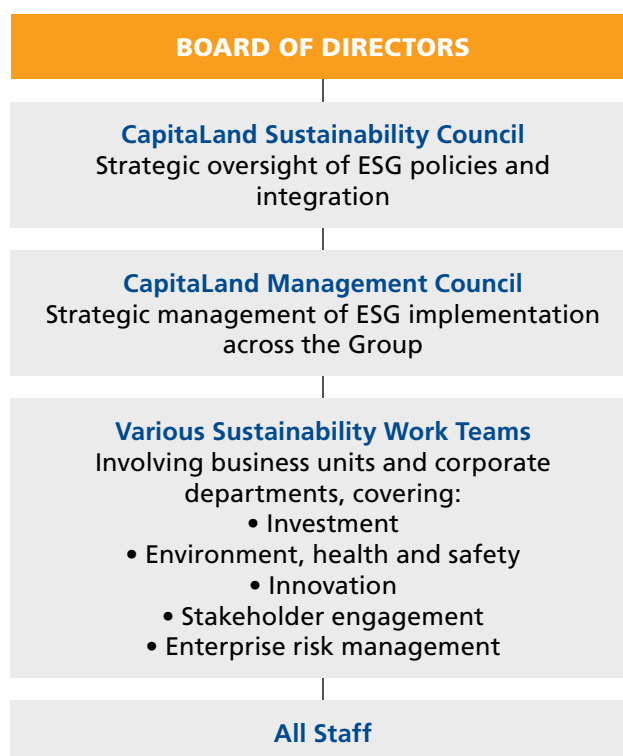 BOARD OF DIRECTORS
CapitaLand Sustainability Council
Strategic oversight of ESG policies and
integration
CapitaLand Management Council
Strategic management of ESG implementation
across the Group
Various Sustainability Work Teams
Involving business units and corporate
departments, covering:
• Investment
• Environment, health and safety
• Innovation
• Stakeholder engagement
• Enterprise risk management
All Staff